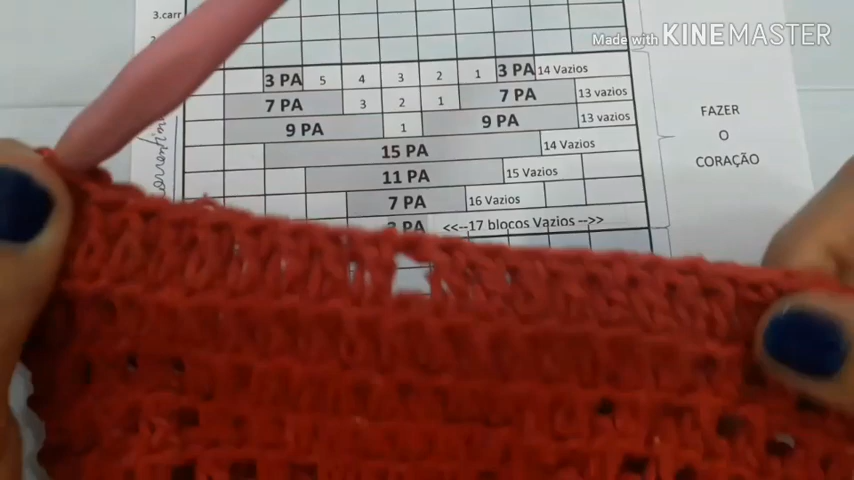 3.carr
Made with KINEMASTER
3 PA 5 4 3 2 1 3 PA 14 Vazios
7 PA 3 2 1 7 PA 13 vazios
9 PA 1 9 PA 13 vazios
15 PA 14 Vazios
11 PA 15 Vazios
7 PA 16 Vazios
3 PA <<--17 blocos Vazios -->>
FAZER
O
CORAÇÃO